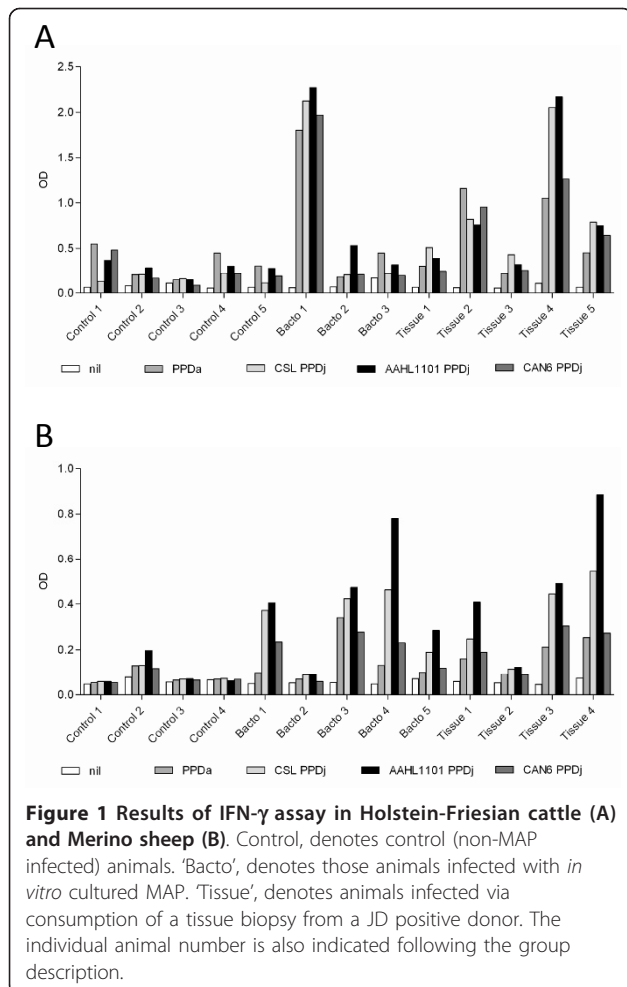 A
2.5
2.0
1.5
1.0
0.5
0.0
OD
Control 1
Control 2
Control 3
Control 4
Control 5
Bacto 1
Bacto 2
Bacto 3
Tissue 1
Tissue 2
Tissue 3
Tissue 4
Tissue 5
nil PPDa CSL PPDj AAHL1101 PPDj CAN6 PPDj
B
1.0
0.8
0.6
0.4
0.2
0.0
OD
Control 1
Control 2
Control 3
Control 4
Bacto 1
Bacto 2
Bacto 3
Bacto 4
Bacto 5
Tissue 1
Tissue 2
Tissue 3
Tissue 4
nil PPDa CSL PPDj AAHL1101 PPDj CAN6 PPDj
Figure 1 Results of IFN-γ assay in Holstein-Friesian cattle (A)
and Merino sheep (B). Control, denotes control (non-MAP
infected) animals. ‘Bacto’, denotes those animals infected with in
vitro cultured MAP. ‘Tissue’, denotes animals infected via
consumption of a tissue biopsy from a JD positive donor. The
individual animal number is also indicated following the group
description.